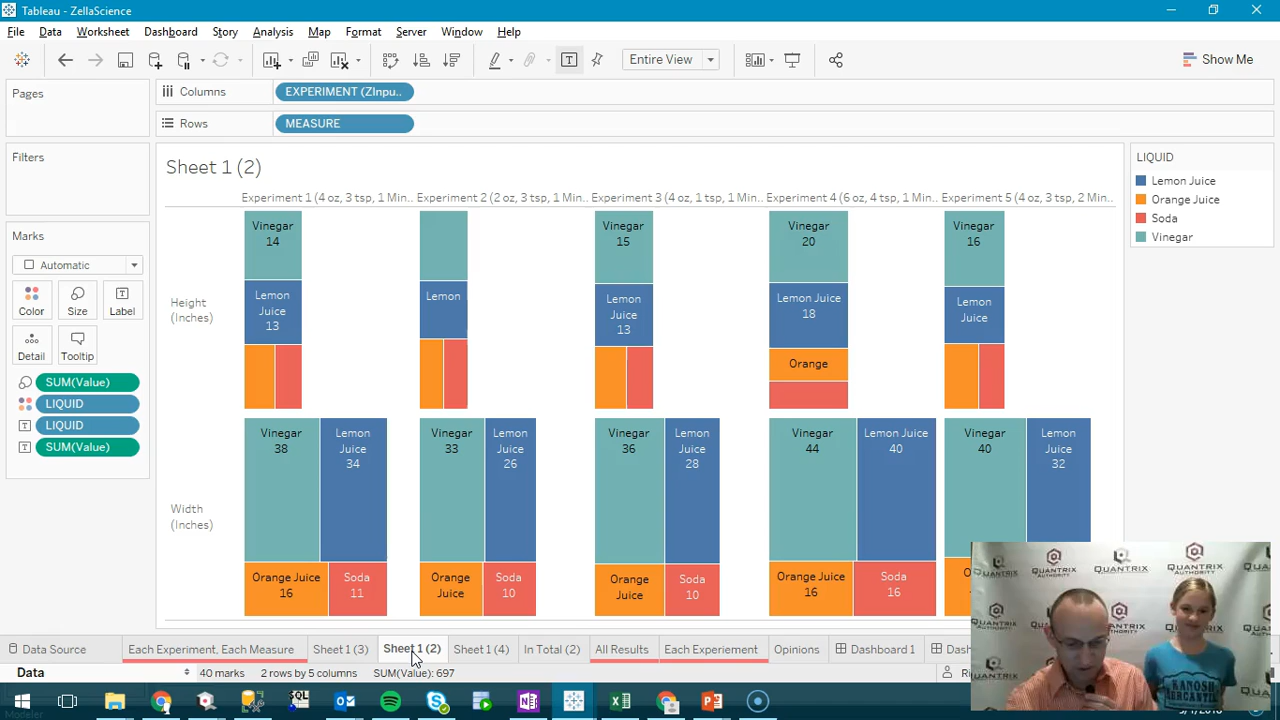 Tableau - ZellaScience
File Data Worksheet Dashboard Story Analysis Map Format Server Window Help
Entire View
Show Me
Pages
Columns EXPERIMENT (ZInpu..
Rows MEASURE
Filters
Marks
Automatic
Color Size Label
Detail Tooltip
SUM(Value)
LIQUID
LIQUID
SUM(Value)
Sheet 1 (2)
Experiment 1 (4 oz, 3 tsp, 1 Min.. Experiment 2 (2 oz, 3 tsp, 1 Min.. Experiment 3 (4 oz, 1 tsp, 1 Min.. Experiment 4 (6 oz, 4 tsp, 1 Min.. Experiment 5 (4 oz, 3 tsp, 2 Min..
Height
(Inches)
Vinegar
14
Lemon
Juice
13
Lemon
Vinegar
15
Lemon
Juice
13
Vinegar
20
Lemon Juice
18
Orange
Vinegar
16
Lemon
Juice
Width
(Inches)
Vinegar
38
Lemon
Juice
34
Orange Juice
16
Soda
11
Vinegar
33
Lemon
Juice
26
Orange
Juice
Soda
10
Vinegar
36
Lemon
Juice
28
Orange
Juice
Soda
10
Vinegar
44
Lemon Juice
40
Orange Juice
16
Soda
16
Vinegar
40
Lemon
Juice
32
LIQUID
Lemon Juice
Orange Juice
Soda
Vinegar
QUANTRIX
AUTHORITY
QUANTRIX
AUTHORITY
QUANTRIX
AUTHORITY
KANOSH
Data Source Each Experiment, Each Measure Sheet 1 (3) Sheet 1 (2) Sheet 1 (4) In Total (2) All Results Each Experiement Opinions Dashboard 1 Das
Data 40 marks 2 rows by 5 columns SUM(Value): 697
SQL